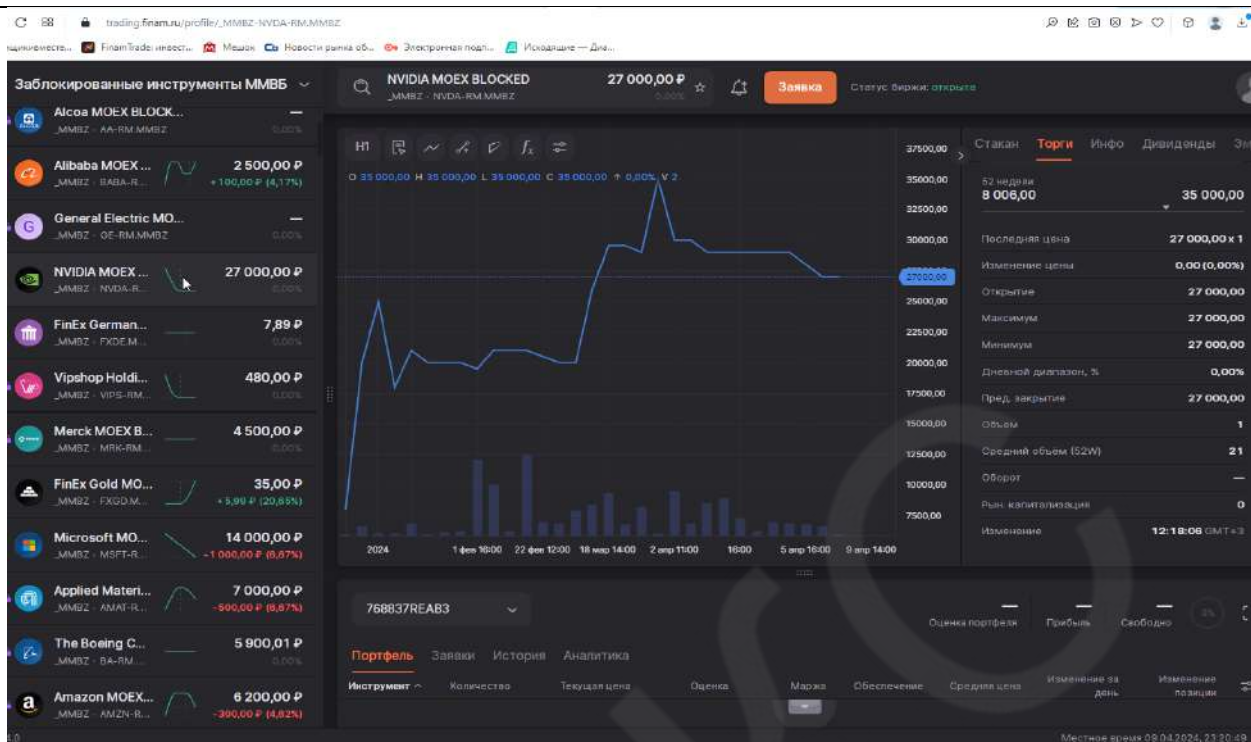 trading.finam.ru/profile/_MMBZ-NVDA-RM.MMBZ
FinamTrade: инвест... Мешок Новости рынка об... Электронная подп... Исходящие — Диа...
Заблокированные инструменты ММВБ
Alcoa MOEX BLOCK... —
_MMBZ · AA-RM.MMBZ 0,00%
Alibaba MOEX ... 2 500,00 ₽
_MMBZ · BABA-R... +100,00 ₽ (4,17%)
General Electric MO... —
_MMBZ · GE-RM.MMBZ 0,00%
NVIDIA MOEX ... 27 000,00 ₽
_MMBZ · NVDA-R... 0,00%
FinEx German... 7,89 ₽
_MMBZ · FXDE.M... 0,00%
Vipshop Holdi... 480,00 ₽
_MMBZ · VIPS-RM... 0,00%
Merck MOEX B... 4 500,00 ₽
_MMBZ · MRK-RM... 0,00%
FinEx Gold MO... 35,00 ₽
_MMBZ · FXGD.M... +5,99 ₽ (20,65%)
Microsoft MO... 14 000,00 ₽
_MMBZ · MSFT-R... -1 000,00 ₽ (6,67%)
Applied Materi... 7 000,00 ₽
_MMBZ · AMAT-R... -500,00 ₽ (6,67%)
The Boeing C... 5 900,01 ₽
_MMBZ · BA-RM.... 0,00%
Amazon MOEX... 6 200,00 ₽
_MMBZ · AMZN-R... -300,00 ₽ (4,62%)
NVIDIA MOEX BLOCKED 27 000,00 ₽
_MMBZ · NVDA-RM.MMBZ 0,00%
Заявка
Статус биржи: открыта
H1
O 35 000,00 H 35 000,00 L 35 000,00 C 35 000,00 ↑ 0,00% V 2
37500,00
35000,00
32500,00
30000,00
27000,00
25000,00
22500,00
20000,00
17500,00
15000,00
12500,00
10000,00
7500,00
2024 1 фев 16:00 22 фев 12:00 18 мар 14:00 2 апр 11:00 16:00 5 апр 16:00 9 апр 14:00
Стакан Торги Инфо Дивиденды Эм
52 недели
8 006,00 35 000,00
Последняя цена 27 000,00 x 1
Изменение цены 0,00 (0,00%)
Открытие 27 000,00
Максимум 27 000,00
Минимум 27 000,00
Дневной диапазон, % 0,00%
Пред. закрытие 27 000,00
Объем 1
Средний объем (52W) 21
Оборот —
Рын. капитализация 0
Изменение 12:18:06 GMT+3
768837REAB3
— — —
Оценка портфеля Прибыль Свободно
Портфель Заявки История Аналитика
Инструмент Количество Текущая цена Оценка Маржа Обеспечение Средняя цена Изменение за день Изменение позиции
Местное время 09.04.2024, 23:20:49